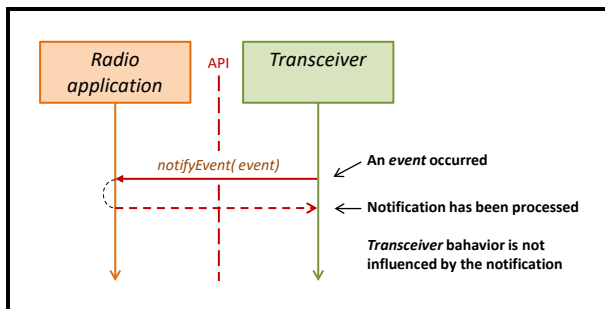 Radio
application
API
Transceiver
notifyEvent( event)
An event occurred
Notification has been processed
Transceiver bahavior is not
influenced by the notification